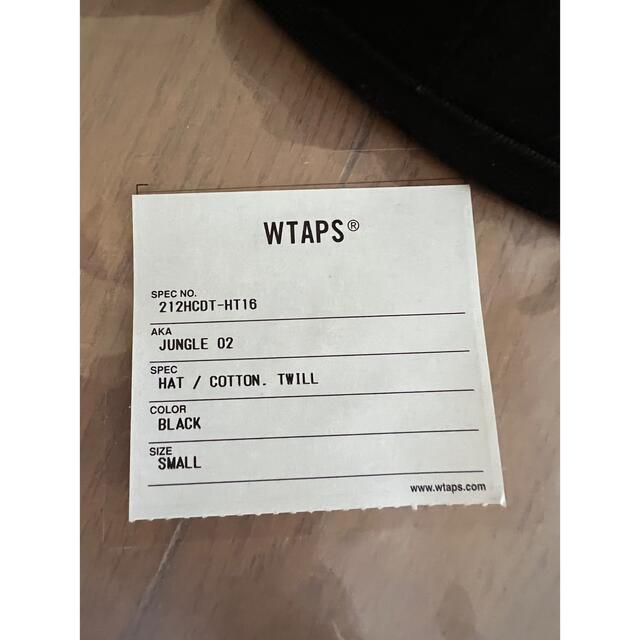 WTAPS®
SPEC NO.
212HCDT-HT16
AKA
JUNGLE 02
SPEC
HAT / COTTON. TWILL
COLOR
BLACK
SIZE
SMALL
www.wtaps.com